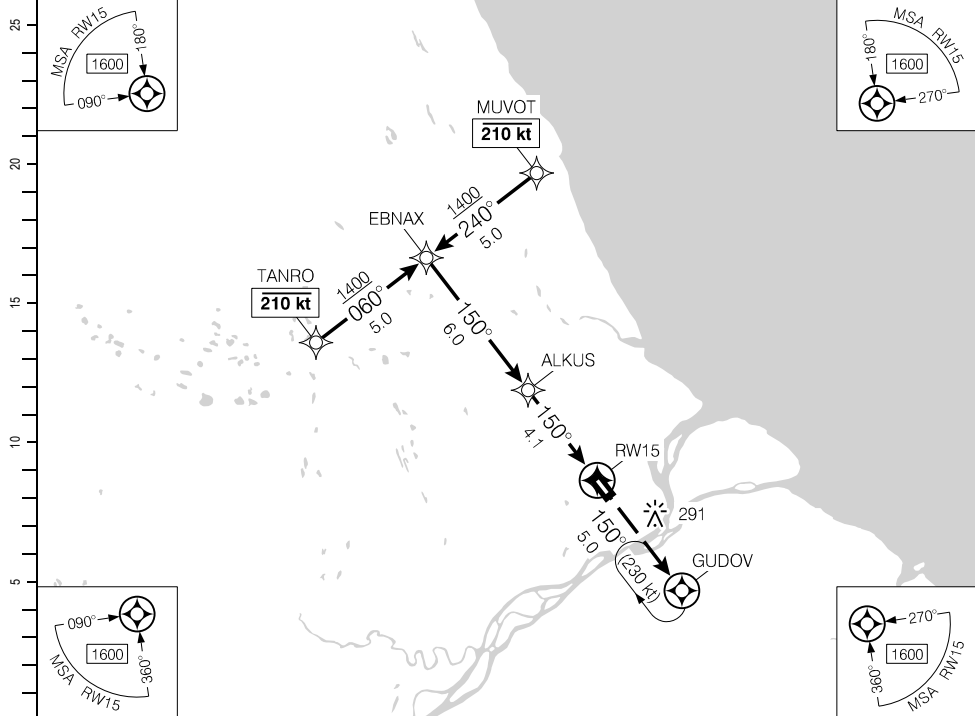 25
20
15
10
5
MSA RW15
180°
1600
090°
MSA RW15
180°
1600
270°
MUVOT
210 kt
1400
240°
5.0
EBNAX
TANRO
210 kt
1400
060°
5.0
150°
6.0
ALKUS
150°
4.1
RW15
291
150°
5.0
(230 kt)
GUDOV
090°
1600
360°
MSA RW15
270°
1600
360°
MSA RW15